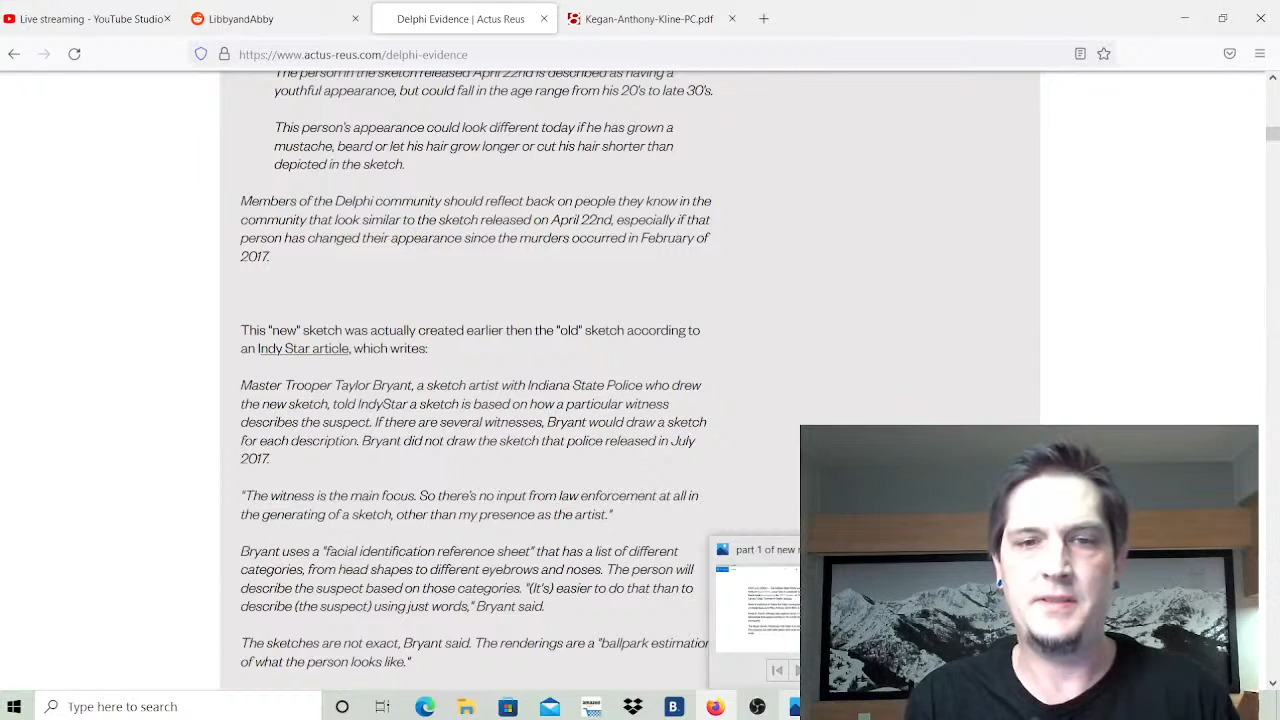 Live streaming - YouTube Studio
LibbyandAbby
Delphi Evidence | Actus Reus
Kegan-Anthony-Kline-PC.pdf
https://www.actus-reus.com/delphi-evidence
The person in the sketch released April 22nd is described as having a
youthful appearance, but could fall in the age range from his 20's to late 30's.
This person's appearance could look different today if he has grown a
mustache, beard or let his hair grow longer or cut his hair shorter than
depicted in the sketch.
Members of the Delphi community should reflect back on people they know in the
community that look similar to the sketch released on April 22nd, especially if that
person has changed their appearance since the murders occurred in February of
2017.
This "new" sketch was actually created earlier then the "old" sketch according to
an Indy Star article, which writes:
Master Trooper Taylor Bryant, a sketch artist with Indiana State Police who drew
the new sketch, told IndyStar a sketch is based on how a particular witness
describes the suspect. If there are several witnesses, Bryant would draw a sketch
for each description. Bryant did not draw the sketch that police released in July
2017.
"The witness is the main focus. So there's no input from law enforcement at all in
the generating of a sketch, other than my presence as the artist."
Bryant uses a "facial identification reference sheet" that has a list of different
categories, from head shapes to different eyebrows and noses. The person will
describe the suspect based on those categories. "(It's) easier to do that than to
describe (the suspect) using just words," Bryant said.
The sketches are not exact, Bryant said. The renderings are a "ballpark estimation
of what the person looks like."
part 1 of new
Type here to search
amazon
B